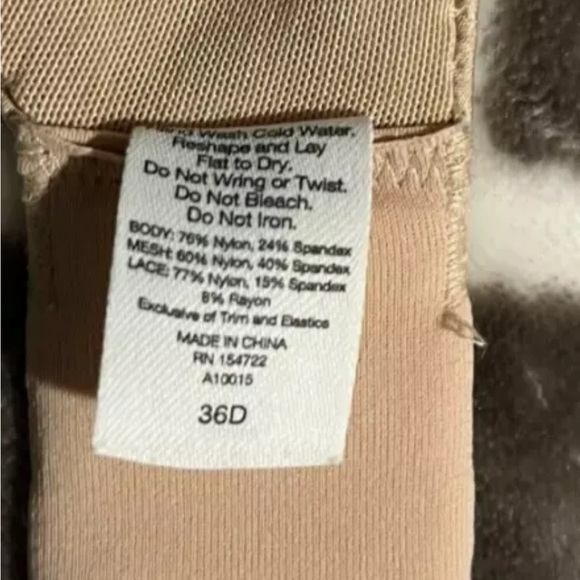 Wash Cold Water.
Reshape and Lay
Flat to Dry.
Do Not Wring or Twist.
Do Not Bleach.
Do Not Iron.
BODY: 76% Nylon, 24% Spandex
MESH: 60% Nylon, 40% Spandex
LACE: 77% Nylon, 15% Spandex
8% Rayon
Exclusive of Trim and Elastics
MADE IN CHINA
RN 154722
A10015
36D